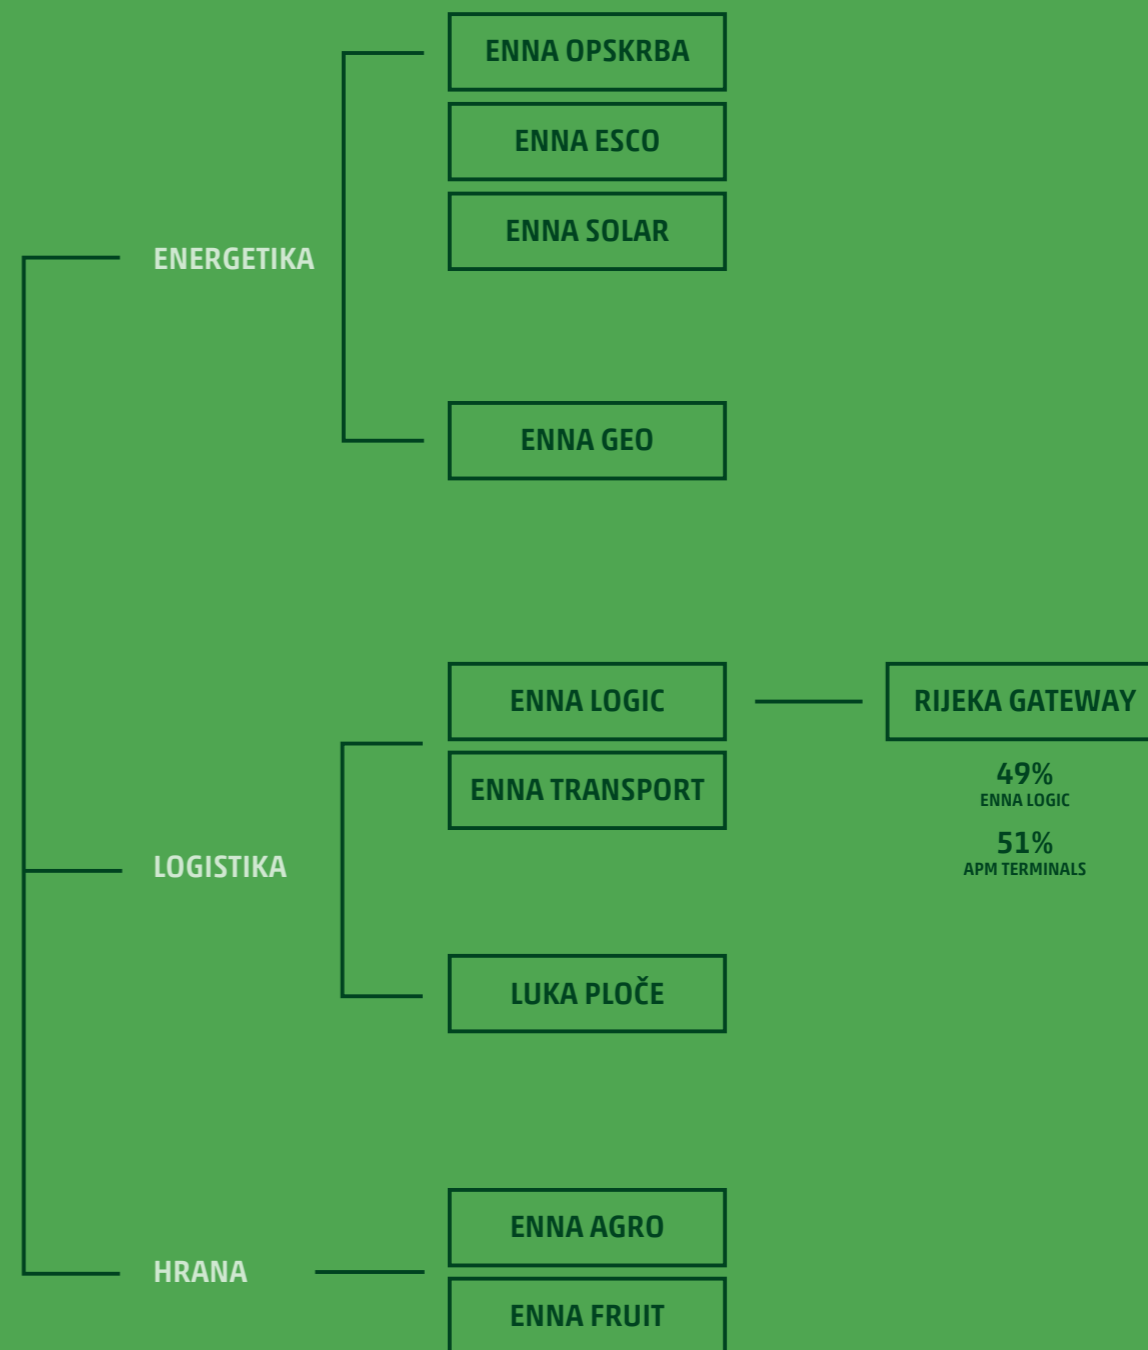 ENERGETIKA
ENNA OPSKRBA
ENNA ESCO
ENNA SOLAR
ENNA GEO
LOGISTIKA
ENNA LOGIC
ENNA TRANSPORT
LUKA PLOČE
RIJEKA GATEWAY
49%
ENNA LOGIC
51%
APM TERMINALS
HRANA
ENNA AGRO
ENNA FRUIT